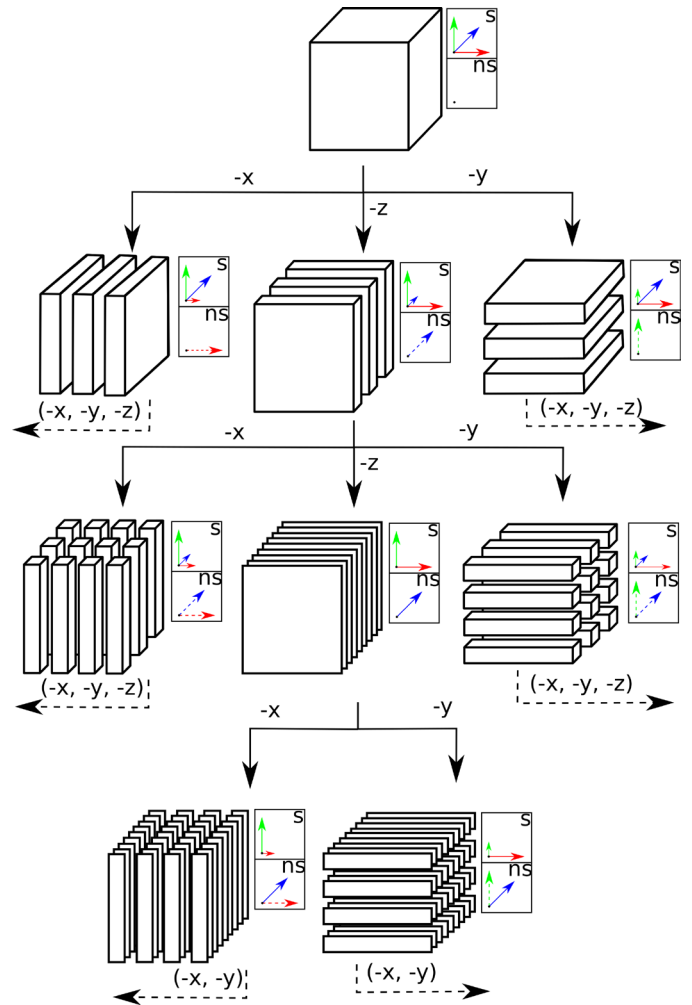 s
ns
-x
-z
-y
s
ns
s
ns
s
ns
(-x, -y, -z)
(-x, -y, -z)
-x
-z
-y
s
ns
s
ns
s
ns
(-x, -y, -z)
(-x, -y, -z)
-x
-y
s
ns
s
ns
(-x, -y)
(-x, -y)